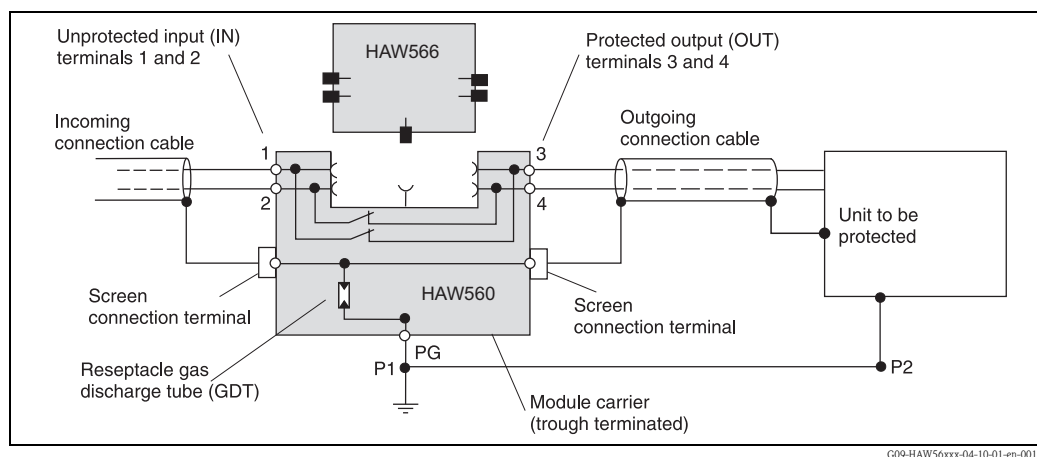 Unprotected input (IN)
terminals 1 and 2
HAW566
Protected output (OUT)
terminals 3 and 4
Incoming
connection cable
Outgoing
connection cable
1
3
2
4
Unit to be
protected
Screen
connection terminal
HAW560
Screen
connection terminal
Receptacle gas
discharge tube (GDT)
PG
P1
P2
Module carrier
(trough terminated)
G09-HAW56xxx-04-10-01-en-001